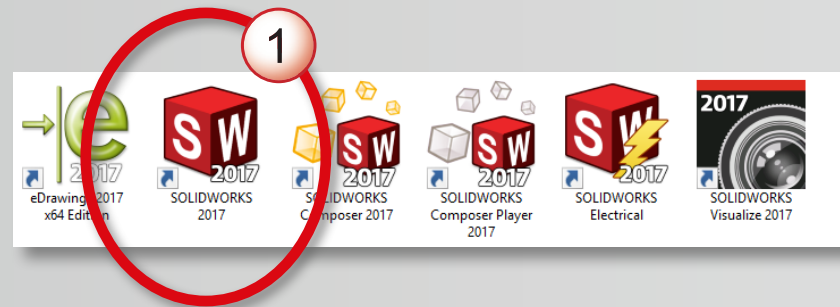 1
2017
2017
2017
2017
2017
SW
SW
SW
SW
eDrawings 2017
x64 Edition
SOLIDWORKS
2017
SOLIDWORKS
Composer 2017
SOLIDWORKS
Composer Player
2017
SOLIDWORKS
Electrical
SOLIDWORKS
Visualize 2017